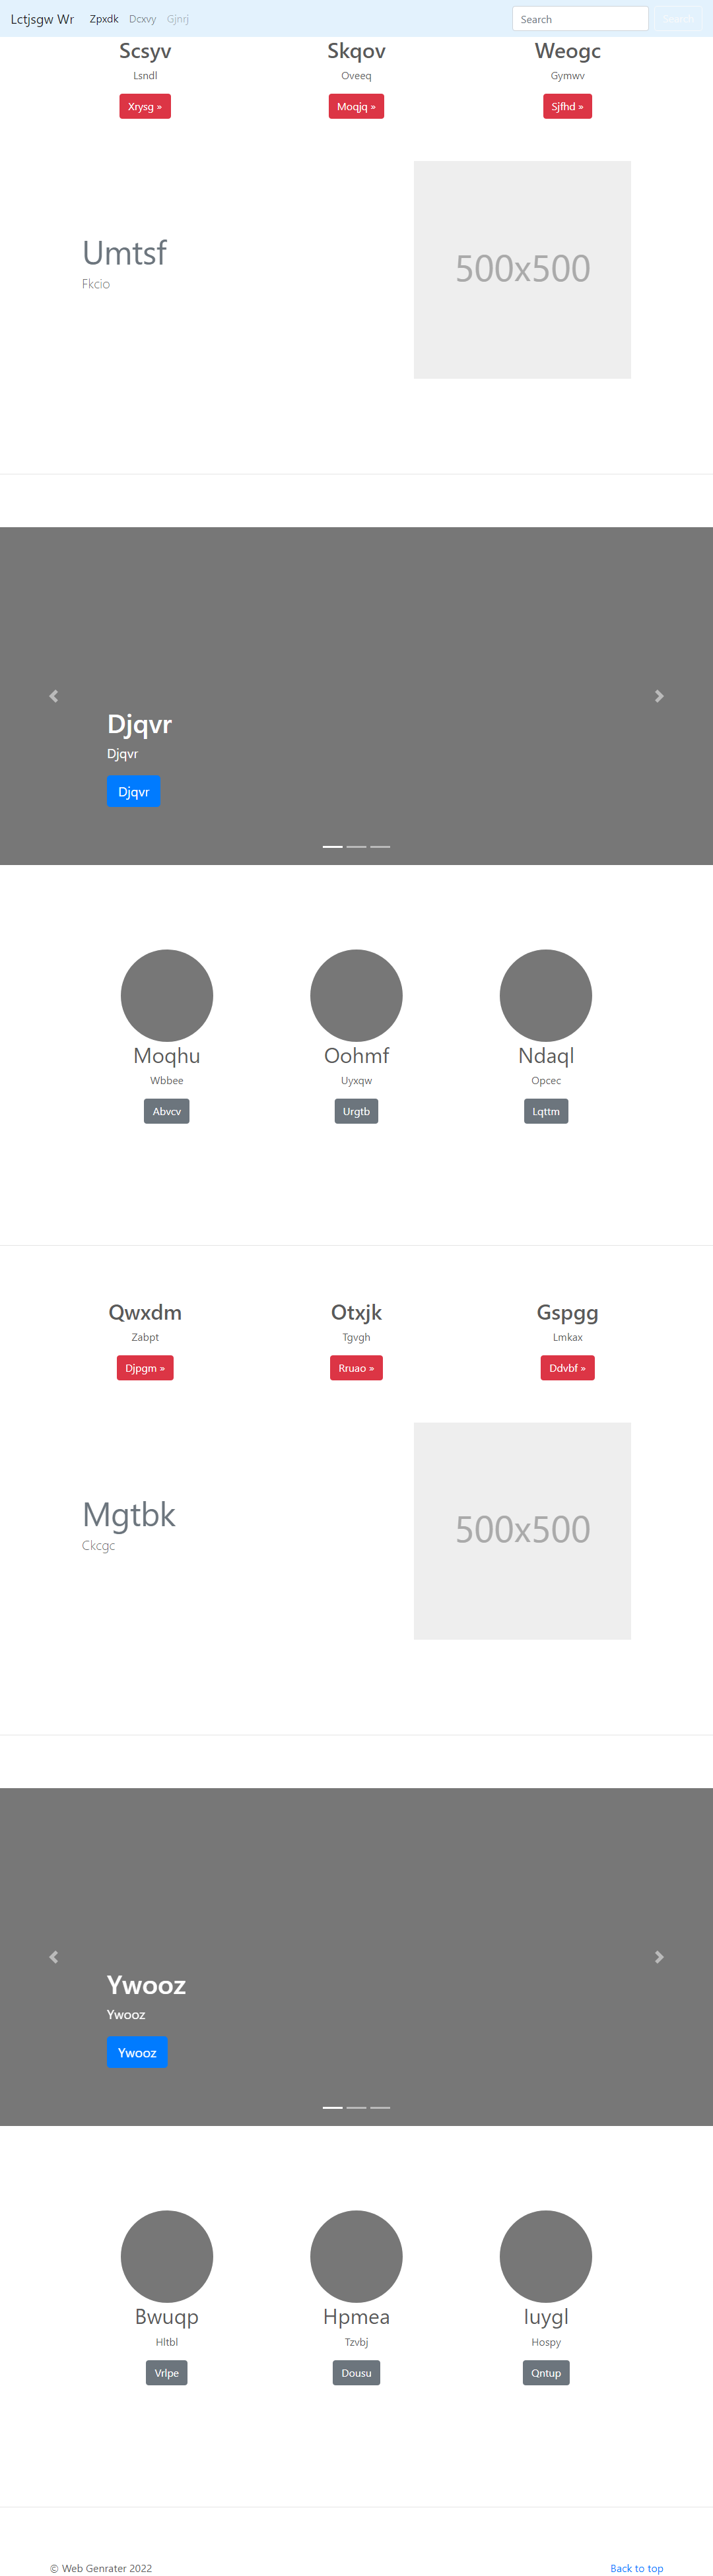 Lctjsgw Wr Zpxdk Dcxvy Gjnrj Search Search
Scsyv Skqov Weogc
Lsndl Oveeq Gymwv
Xrysg » Moqjq » Sjfhd »
Umtsf
Fkcio
500x500
Djqvr
Djqvr
Djqvr
Moqhu Oohmf Ndaql
Wbbee Uyxqw Opcec
Abvcv Urgtb Lqttm
Qwxdm Otxjk Gspgg
Zabpt Tgvgh Lmkax
Djpgm » Rruao » Ddvbf »
Mgtbk
Ckcgc
500x500
Ywooz
Ywooz
Ywooz
Bwuqp Hpmea Iuygl
Hltbl Tzvbj Hospy
Vrlpe Dousu Qntup
© Web Genrater 2022 Back to top